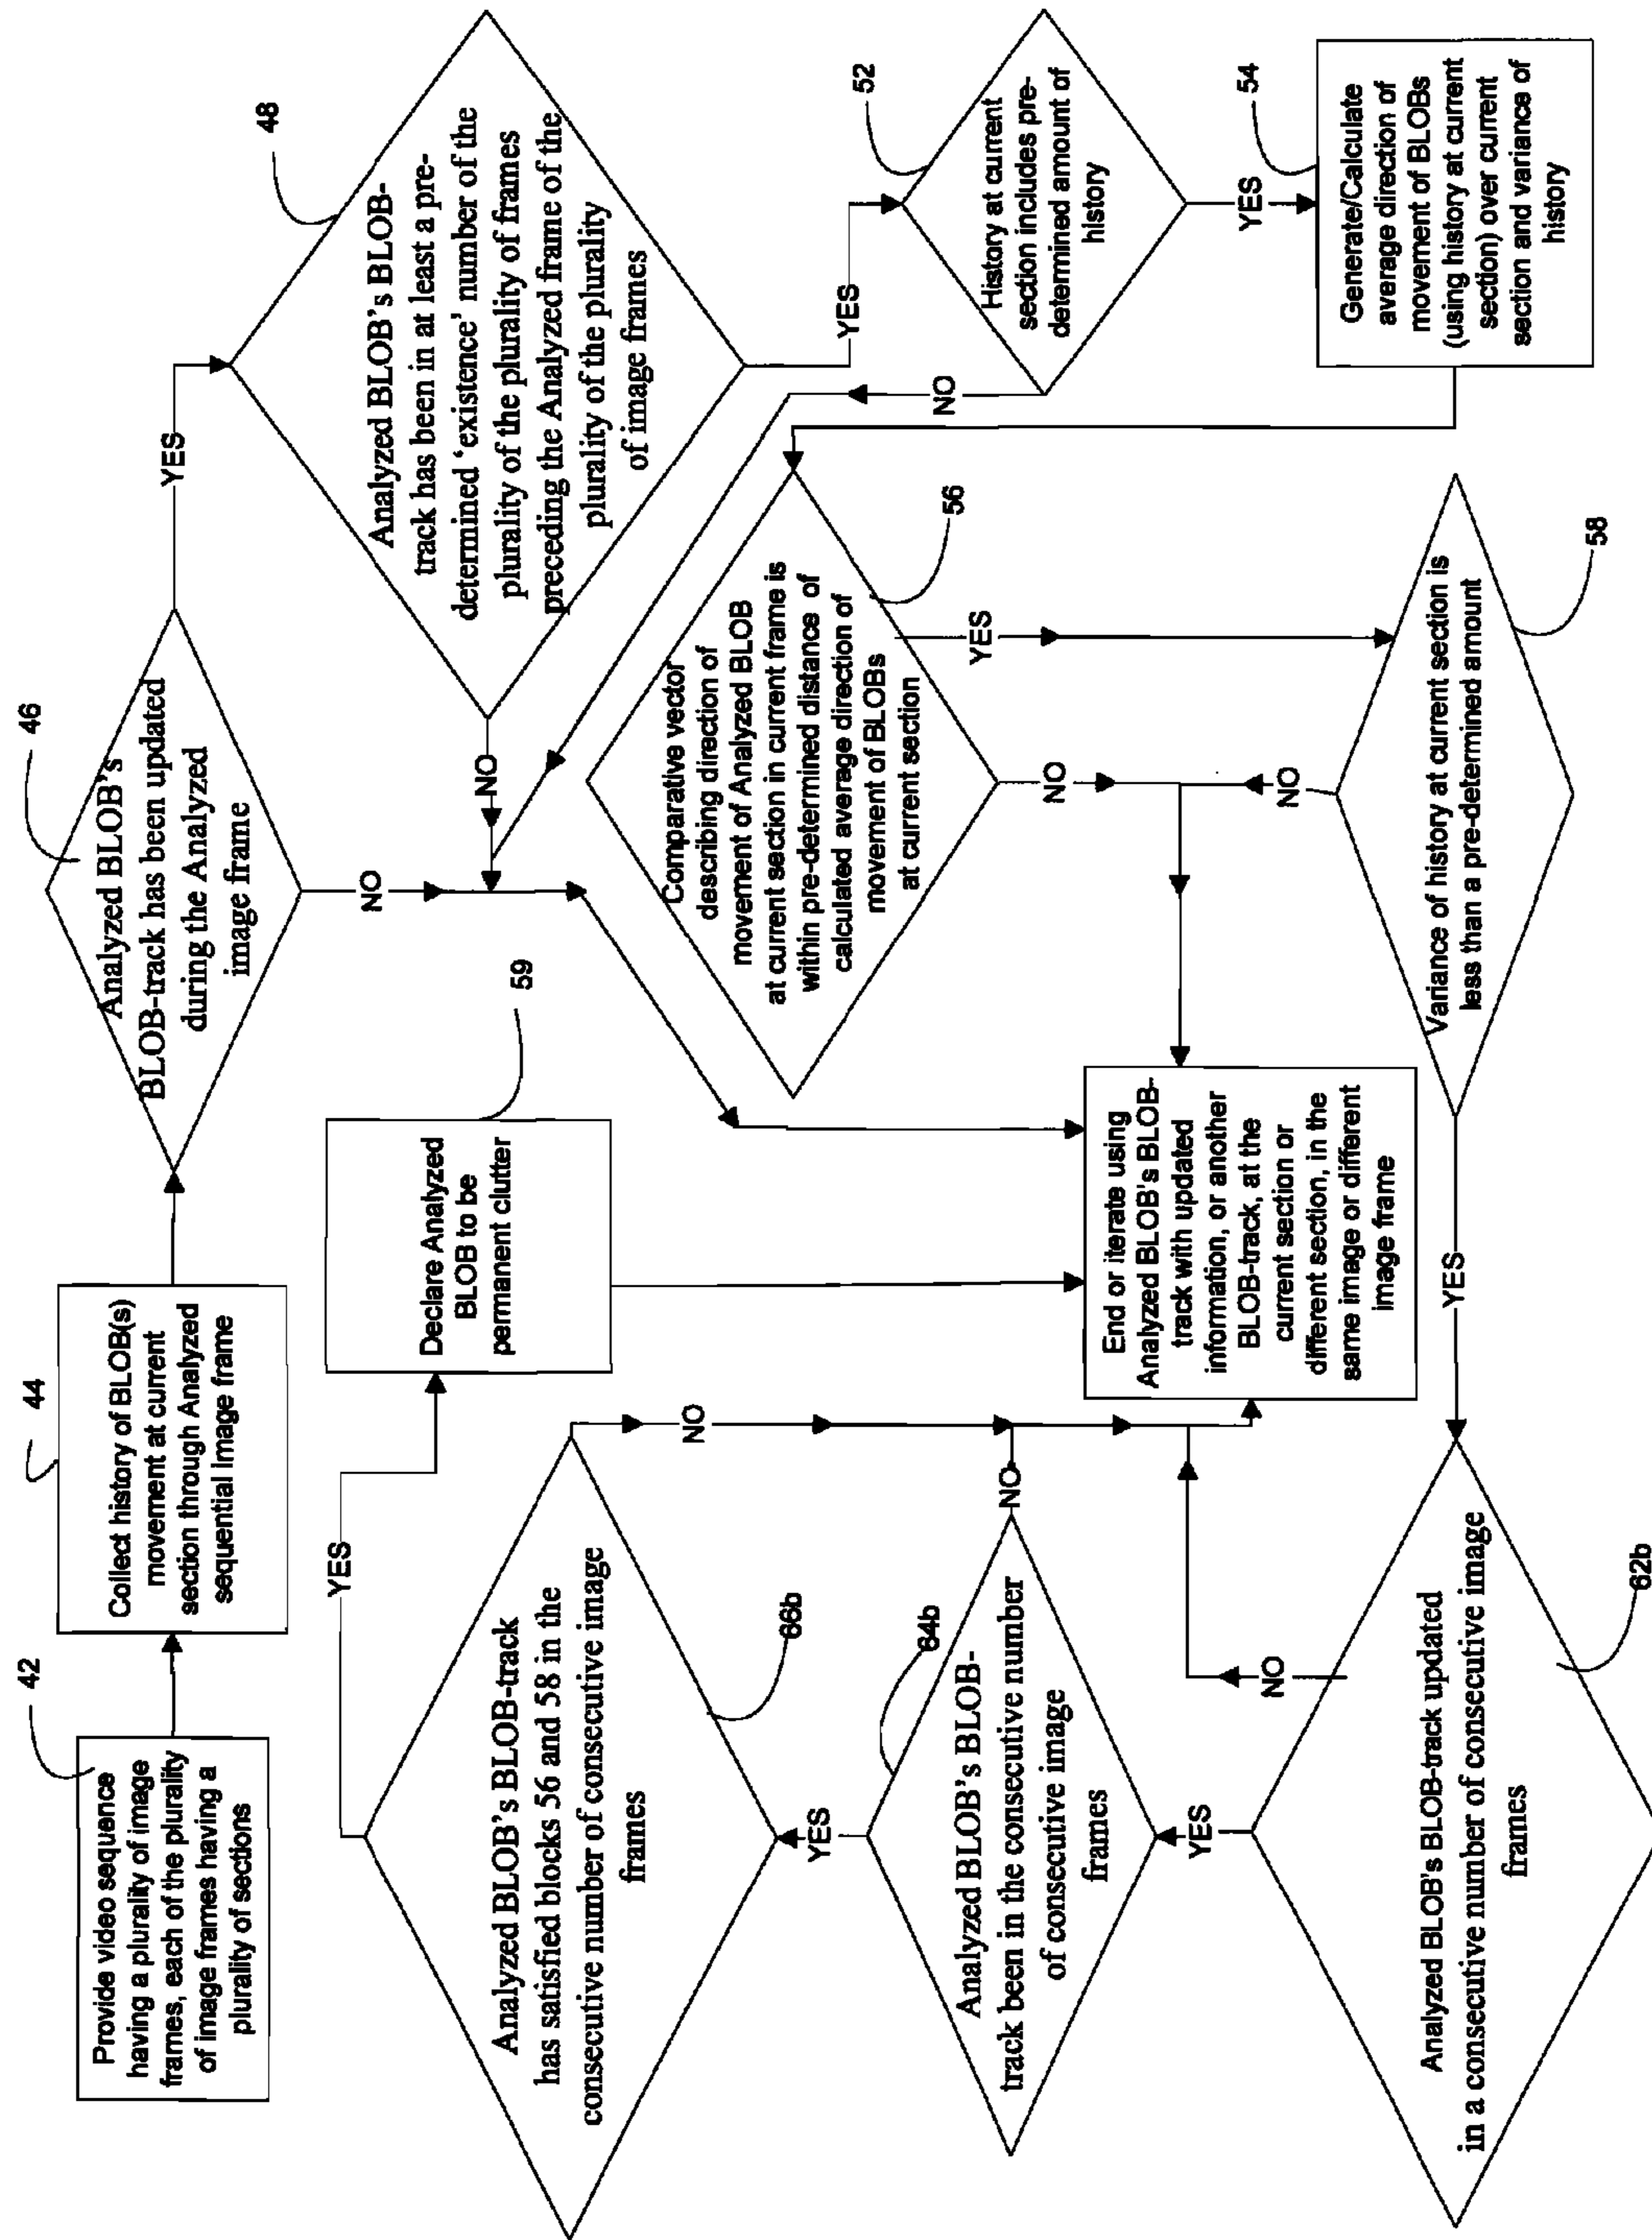 42
Provide video sequence
having a plurality of image
frames, each of the plurality
of image frames having a
plurality of sections
44
Collect history of BLOB(s)
movement at current
section through Analyzed
sequential image frame
46
Analyzed BLOB's
BLOB-track has been updated
during the Analyzed
image frame
YES
NO
48
Analyzed BLOB's BLOB-
track has been in at least a pre-
determined 'existence' number of the
plurality of the plurality of frames
preceding the Analyzed frame of the
plurality of the plurality
of image frames
NO
YES
52
History at current
section includes pre-
determined amount of
history
NO
YES
54
Generate/Calculate
average direction of
movement of BLOBs
(using history at current
section) over current
section and variance of
history
56
Comparative vector
describing direction of
movement of Analyzed BLOB
at current section in current frame is
within pre-determined distance of
calculated average direction of
movement of BLOBs
at current section
YES
NO
58
Variance of history at current section is
less than a pre-determined amount
NO
YES
62b
Analyzed BLOB's BLOB-track updated
in a consecutive number of consecutive image
frames
NO
YES
64b
Analyzed BLOB's BLOB-
track been in the consecutive number
of consecutive image
frames
NO
YES
66b
Analyzed BLOB's BLOB-track
has satisfied blocks 56 and 58 in the
consecutive number of consecutive image
frames
NO
YES
59
Declare Analyzed
BLOB to be
permanent clutter
End or iterate using
Analyzed BLOB's BLOB-
track with updated
information, or another
BLOB-track, at the
current section or
different section, in the
same image or different
image frame